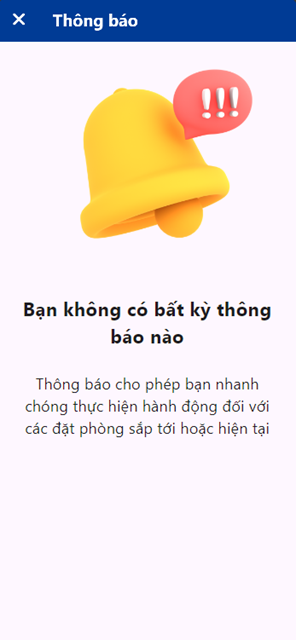 Thông báo
!!!
Bạn không có bất kỳ thông
báo nào
Thông báo cho phép bạn nhanh
chóng thực hiện hành động đối với
các đặt phòng sắp tới hoặc hiện tại